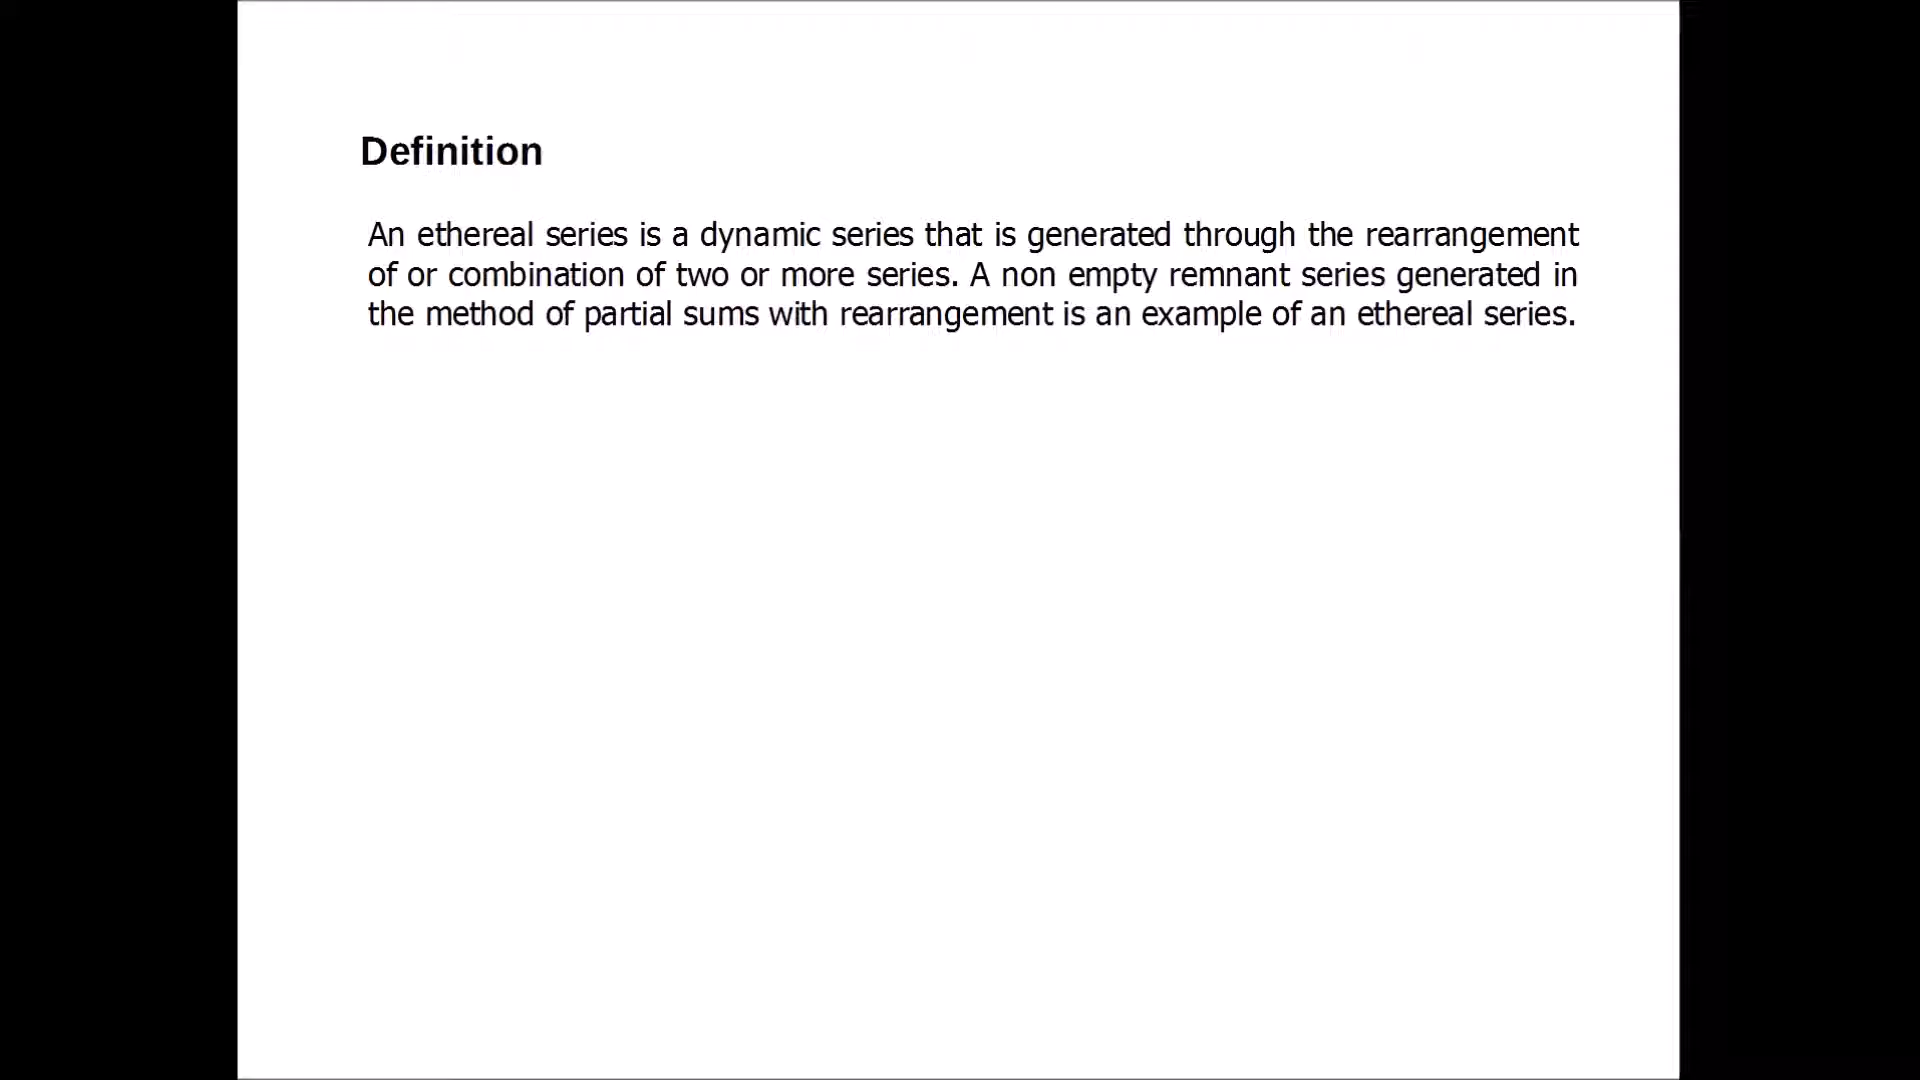 Definition
An ethereal series is a dynamic series that is generated through the rearrangement
of or combination of two or more series. A non empty remnant series generated in
the method of partial sums with rearrangement is an example of an ethereal series.